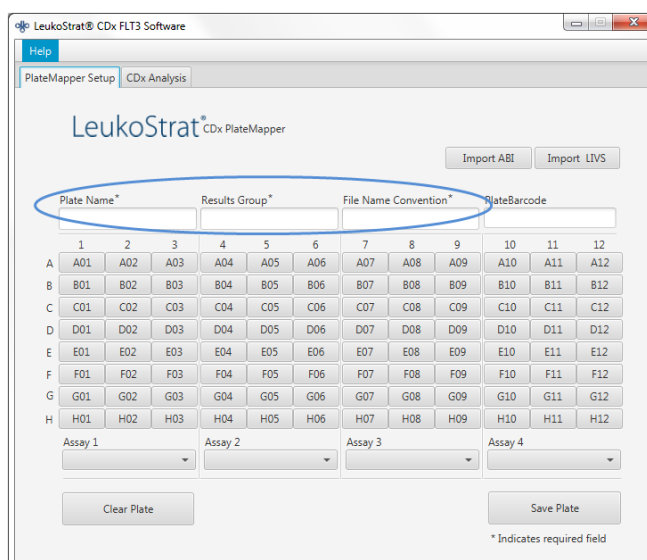 LeukoStrat® CDx FLT3 Software
Help
PlateMapper Setup CDx Analysis
LeukoStrat® CDx PlateMapper
Import ABI Import LIVS
Plate Name* Results Group* File Name Convention* PlateBarcode
1 2 3 4 5 6 7 8 9 10 11 12
A A01 A02 A03 A04 A05 A06 A07 A08 A09 A10 A11 A12
B B01 B02 B03 B04 B05 B06 B07 B08 B09 B10 B11 B12
C C01 C02 C03 C04 C05 C06 C07 C08 C09 C10 C11 C12
D D01 D02 D03 D04 D05 D06 D07 D08 D09 D10 D11 D12
E E01 E02 E03 E04 E05 E06 E07 E08 E09 E10 E11 E12
F F01 F02 F03 F04 F05 F06 F07 F08 F09 F10 F11 F12
G G01 G02 G03 G04 G05 G06 G07 G08 G09 G10 G11 G12
H H01 H02 H03 H04 H05 H06 H07 H08 H09 H10 H11 H12
Assay 1 Assay 2 Assay 3 Assay 4
Clear Plate Save Plate
* Indicates required field